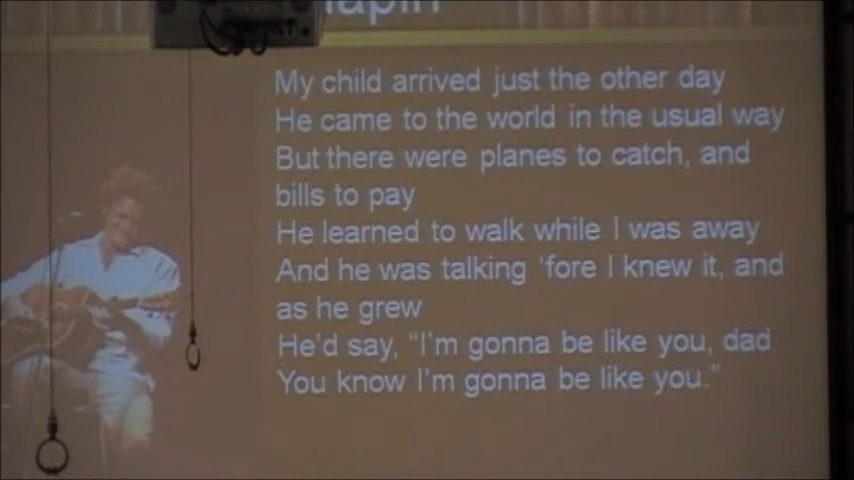 My child arrived just the other day
He came to the world in the usual way
But there were planes to catch, and
bills to pay
He learned to walk while I was away
And he was talking ‘fore I knew it, and
as he grew
He’d say, “I’m gonna be like you, dad
You know I’m gonna be like you.”